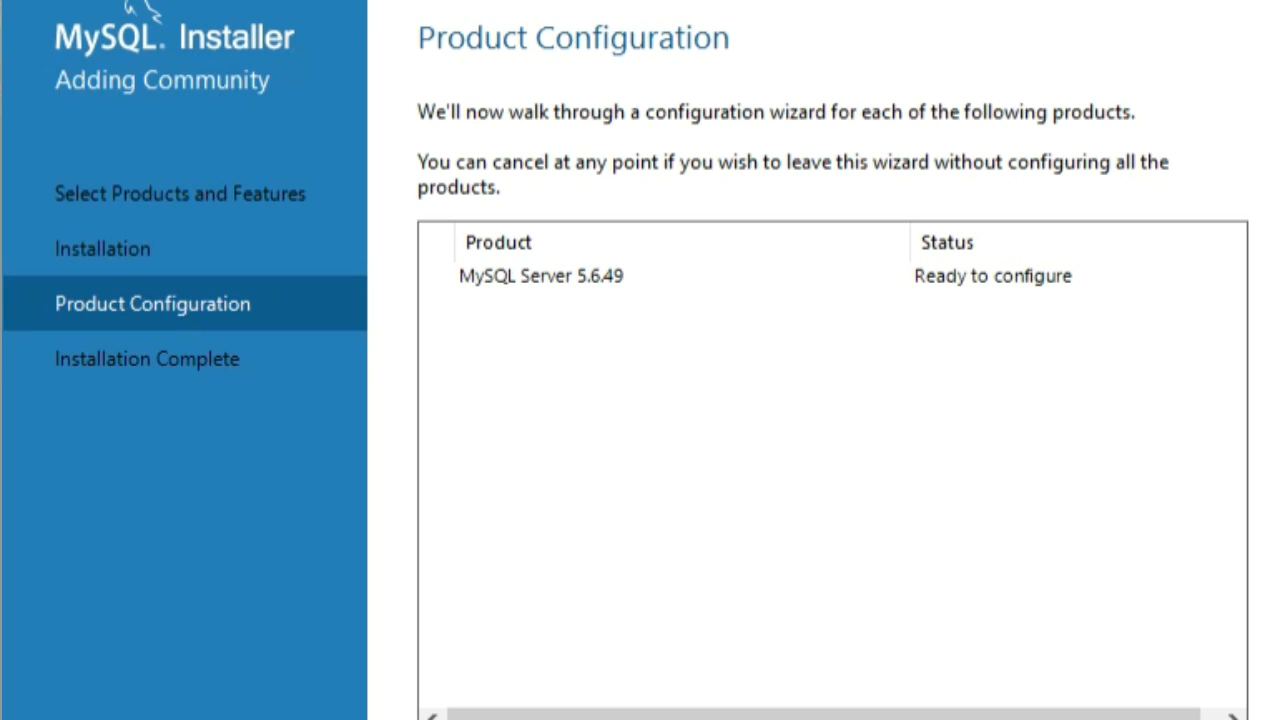 MySQL. Installer
Adding Community
Select Products and Features
Installation
Product Configuration
Installation Complete
Product Configuration
We'll now walk through a configuration wizard for each of the following products.
You can cancel at any point if you wish to leave this wizard without configuring all the
products.
Product Status
MySQL Server 5.6.49 Ready to configure